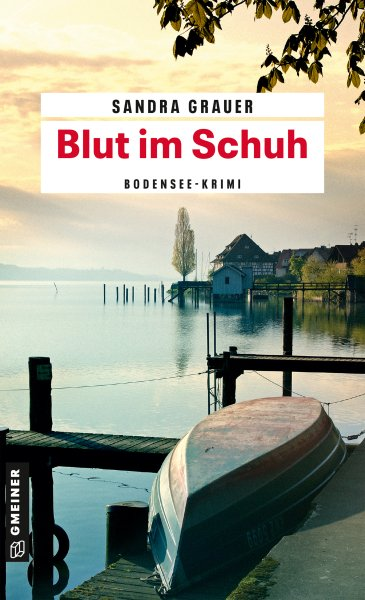 SANDRA GRAUER
Blut im Schuh
BODENSEE-KRIMI
GMEINER